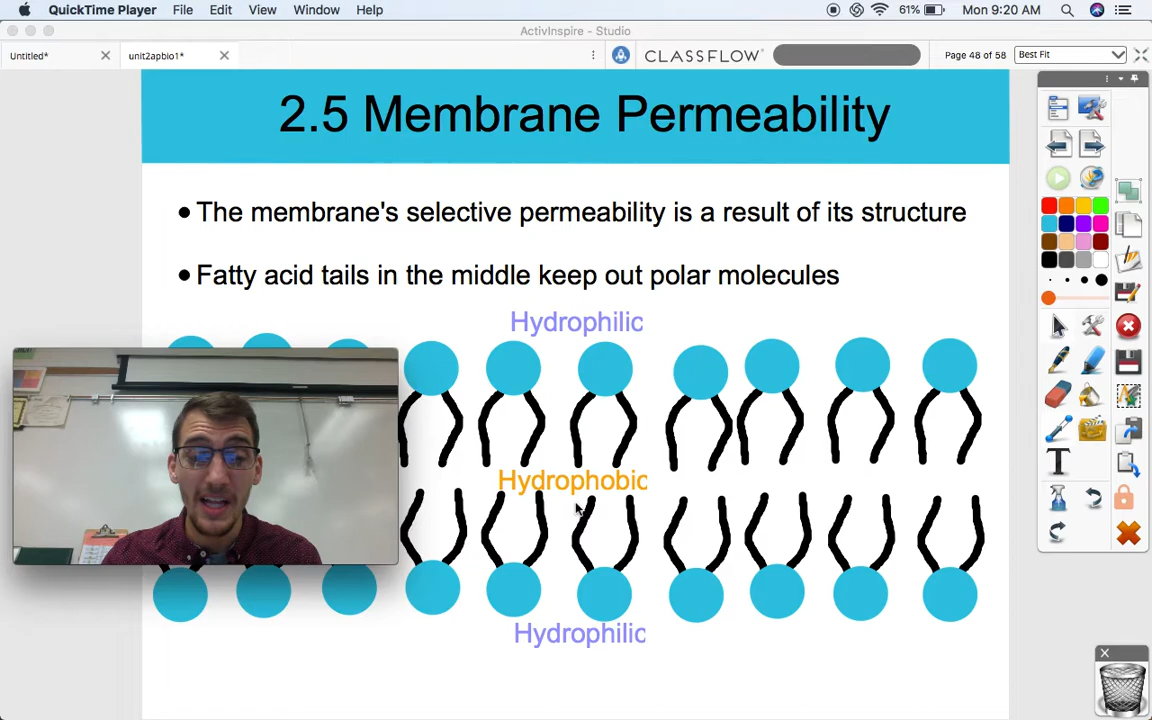 QuickTime Player File Edit View Window Help 61% Mon 9:20 AM
ActivInspire - Studio
Untitled* unit2apbio1* CLASSFLOW Page 48 of 58 Best Fit
2.5 Membrane Permeability
• The membrane's selective permeability is a result of its structure
• Fatty acid tails in the middle keep out polar molecules
Hydrophilic
Hydrophobic
Hydrophilic
T